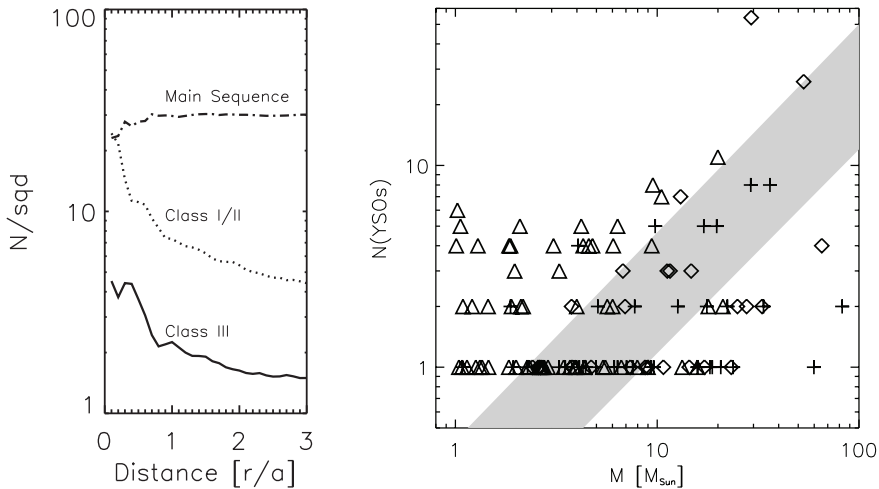 100
10
1
N/sqd
Main Sequence
Class I/II
Class III
0
1
2
3
Distance [r/a]
10
1
N(YSOs)
1
10
100
M [M_Sun]